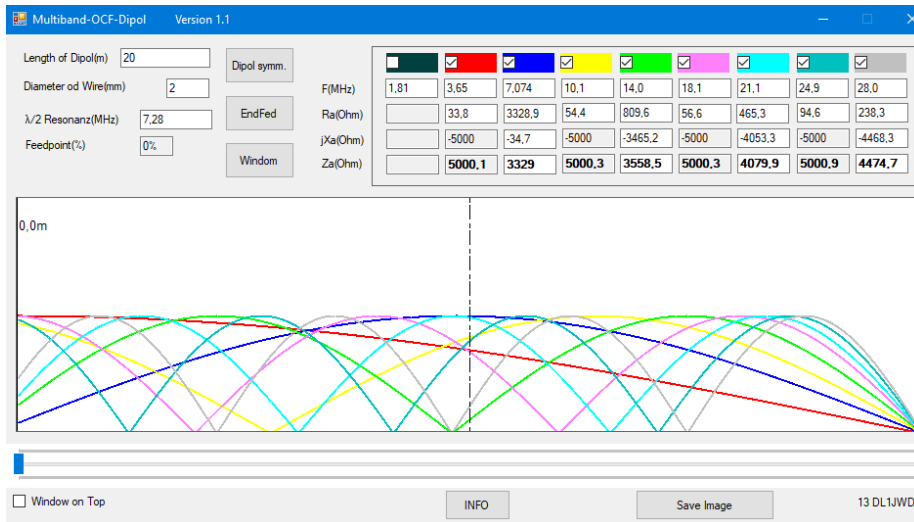 Multiband-OCF-Dipol Version 1.1
Length of Dipol(m) 20
Diameter od Wire(mm) 2
λ/2 Resonanz(MHz) 7,28
Feedpoint(%) 0%
Dipol symm.
EndFed
Windom
F(MHz) 1,81 3,65 7,074 10,1 14,0 18,1 21,1 24,9 28,0
Ra(Ohm) 33,8 3328,9 54,4 809,6 56,6 465,3 94,6 238,3
jXa(Ohm) -5000 -34,7 -5000 -3465,2 -5000 -4053,3 -5000 -4468,3
Za(Ohm) 5000,1 3329 5000,3 3558,5 5000,3 4079,9 5000,9 4474,7
0,0m
Window on Top
INFO
Save Image
13 DL1JWD